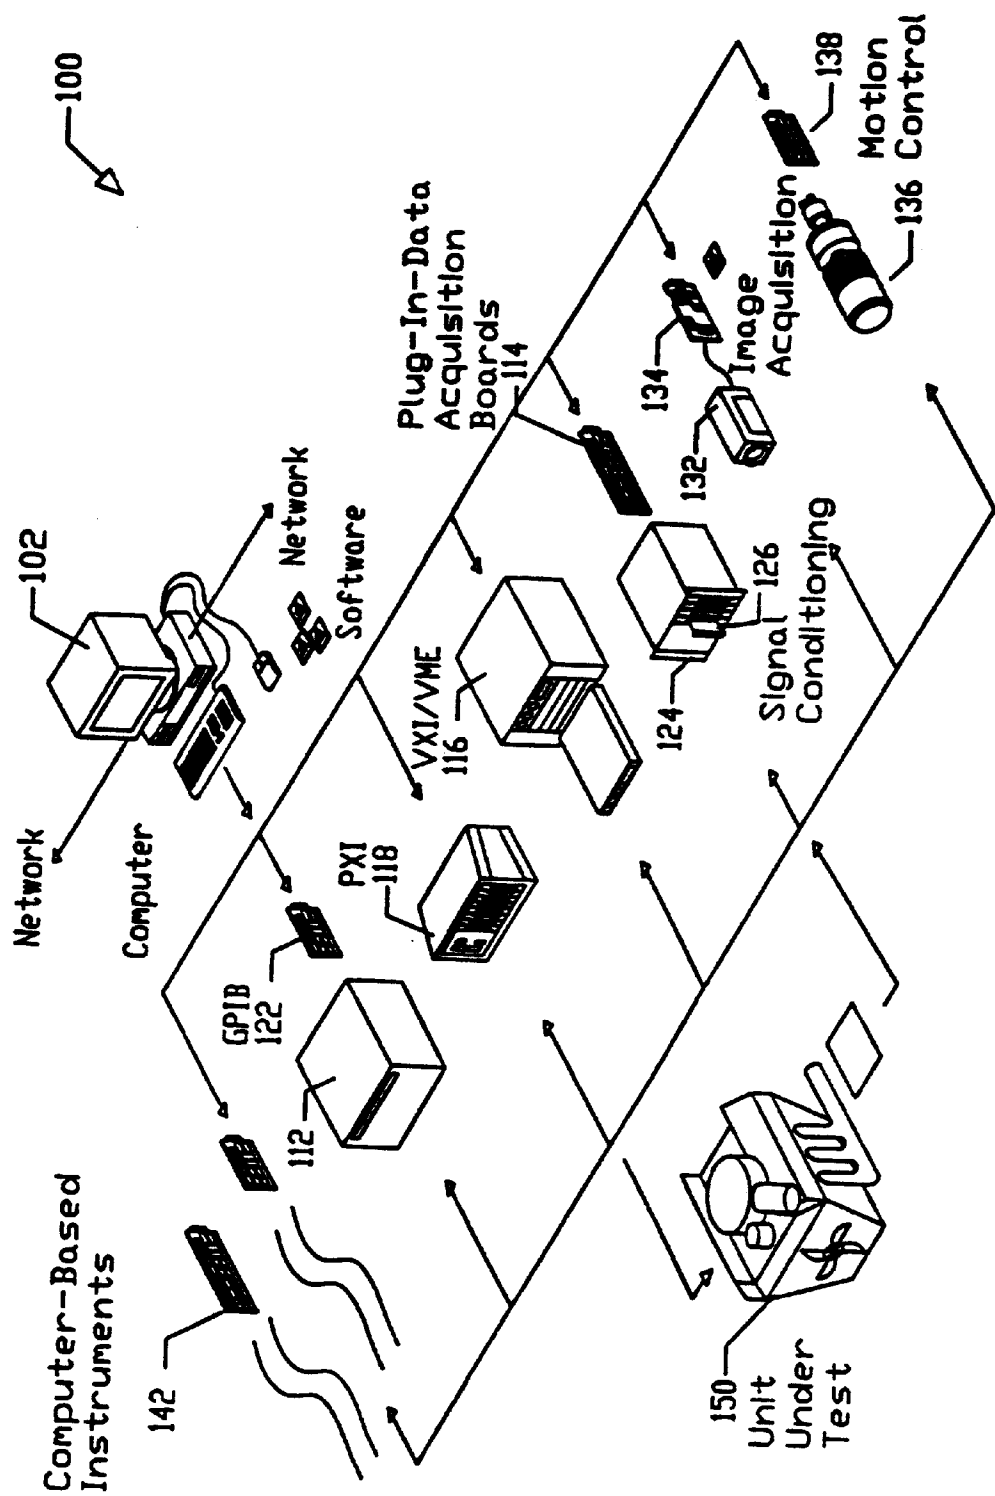 100
102
Network
Network
Computer
Software
Computer-Based
Instruments
142
GPIB
122
112
PXI
118
VXI/VME
116
Plug-In-Data
Acquisition
Boards
114
124
126
Signal
Conditioning
132
134
Image
Acquisition
138
Motion
Control
136
150
Unit
Under
Test